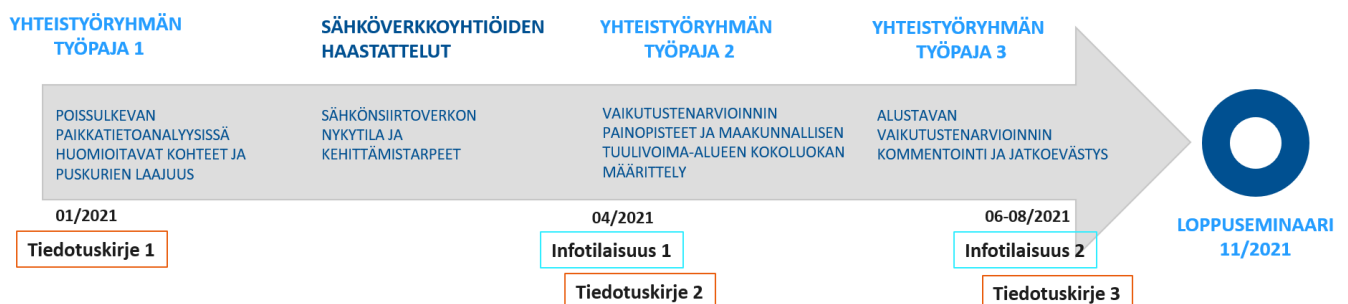 YHTEISTYÖRYHMÄN
TYÖPAJA 1
SÄHKÖVERKKOYHTIÖIDEN
HAASTATTELUT
YHTEISTYÖRYHMÄN
TYÖPAJA 2
YHTEISTYÖRYHMÄN
TYÖPAJA 3
POISSULKEVAN
PAIKKATIETOANALYYSISSÄ
HUOMIOITAVAT KOHTEET JA
PUSKURIEN LAAJUUS
SÄHKÖNSIIRTOVERKON
NYKYTILA JA
KEHITTÄMISTARPEET
VAIKUTUSTENARVIOINNIN
PAINOPISTEET JA MAAKUNNALLISEN
TUULIVOIMA-ALUEEN KOKOLUOKAN
MÄÄRITTELY
ALUSTAVAN
VAIKUTUSTENARVIOINNIN
KOMMENTOINTI JA JATKOEVÄSTYS
01/2021
04/2021
06-08/2021
Tiedotuskirje 1
Infotilaisuus 1
Infotilaisuus 2
Tiedotuskirje 2
Tiedotuskirje 3
LOPPUSEMINAARI
11/2021